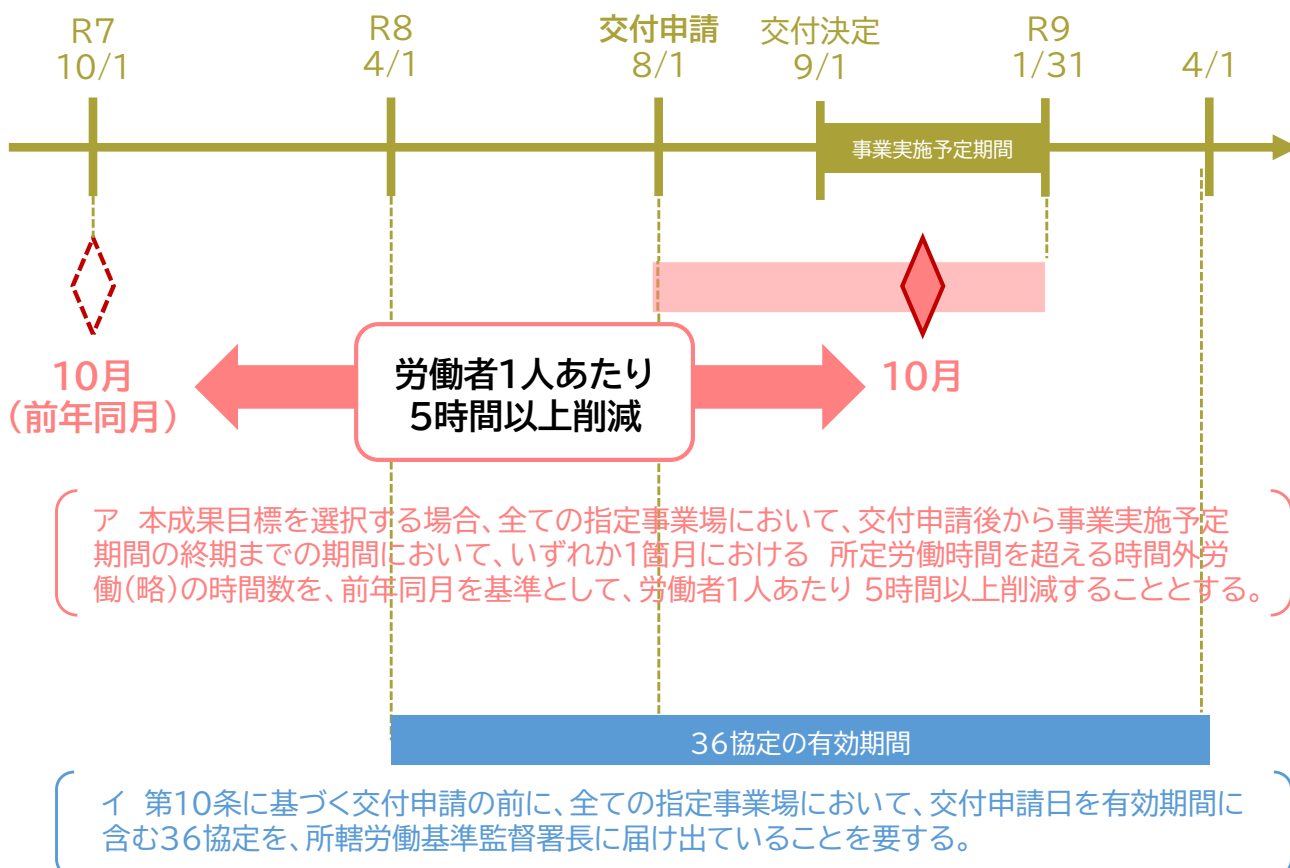 R7
10/1
R8
4/1
交付申請
8/1
交付決定
9/1
R9
1/31
4/1
事業実施予定期間
10月
(前年同月)
労働者1人あたり
5時間以上削減
10月
ア 本成果目標を選択する場合、全ての指定事業場において、交付申請後から事業実施予定
期間の終期までの期間において、いずれか1箇月における 所定労働時間を超える時間外労
働(略)の時間数を、前年同月を基準として、労働者1人あたり 5時間以上削減することとする。
36協定の有効期間
イ 第10条に基づく交付申請の前に、全ての指定事業場において、交付申請日を有効期間に
含む36協定を、所轄労働基準監督署長に届け出ていることを要する。